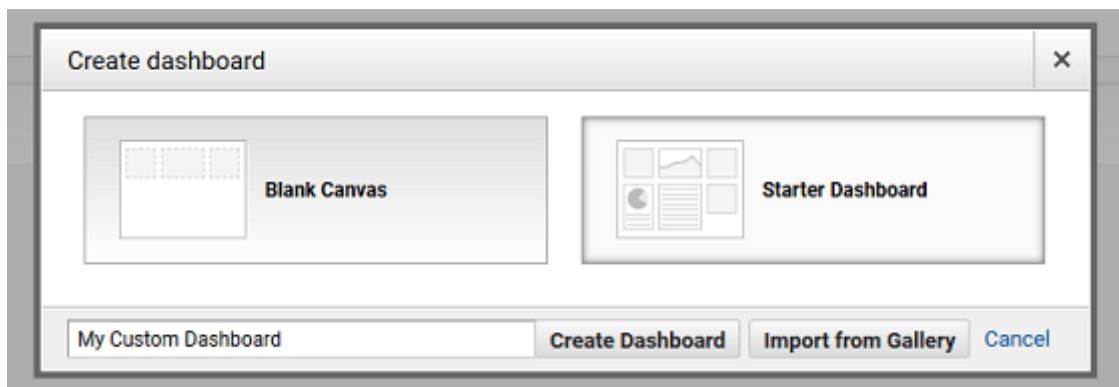 Create dashboard
Blank Canvas
Starter Dashboard
My Custom Dashboard Create Dashboard Import from Gallery Cancel